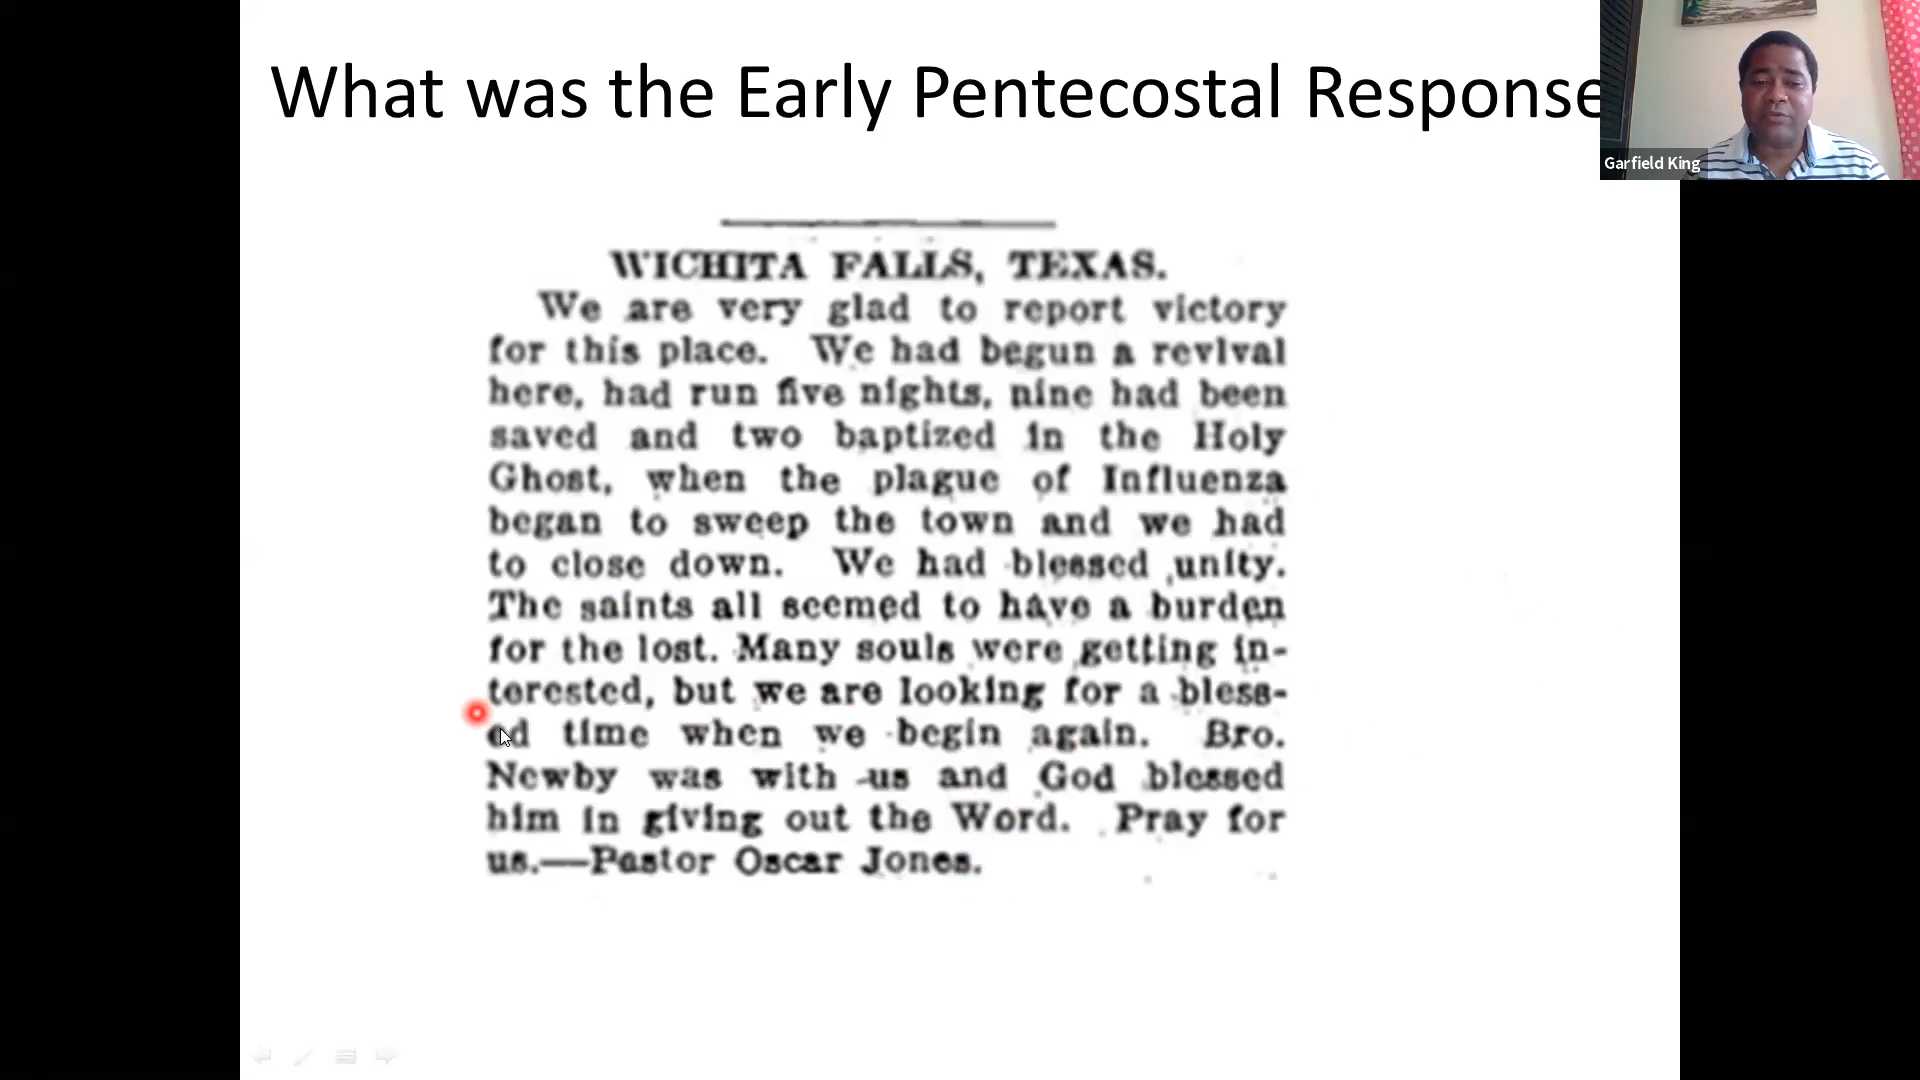 What was the Early Pentecostal Response
Garfield King
WICHITA FALLS, TEXAS.
We are very glad to report victory
for this place. We had begun a revival
here, had run five nights, nine had been
saved and two baptized in the Holy
Ghost, when the plague of Influenza
began to sweep the town and we had
to close down. We had blessed unity.
The saints all seemed to have a burden
for the lost. Many souls were getting in-
terested, but we are looking for a bless-
ed time when we begin again. Bro.
Newby was with us and God blessed
him in giving out the Word. Pray for
us.—Pastor Oscar Jones.